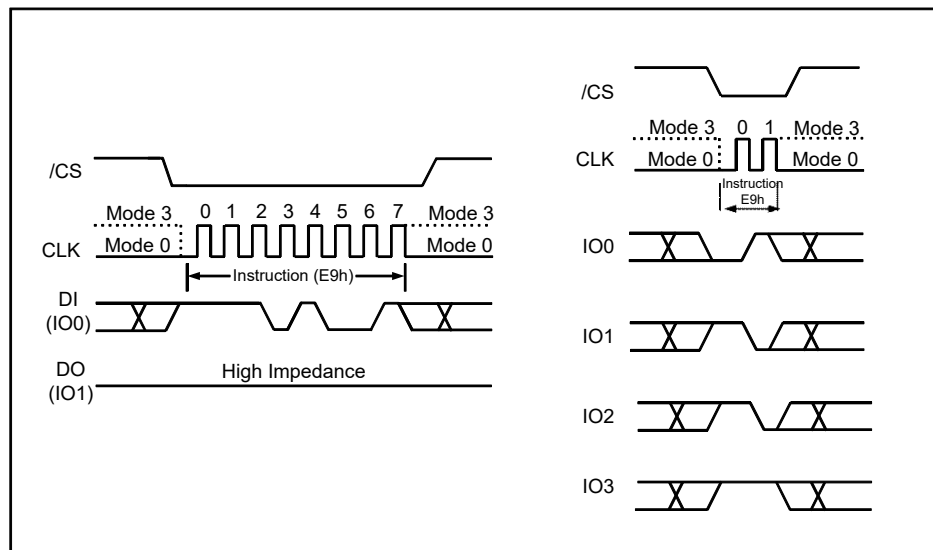 /CS
Mode 3 0 1 2 3 4 5 6 7 Mode 3
CLK Mode 0 Mode 0
Instruction (E9h)
DI
(IO0)
DO
(IO1)
High Impedance
/CS
Mode 3 0 1 Mode 3
CLK Mode 0 Mode 0
Instruction
E9h
IO0
IO1
IO2
IO3